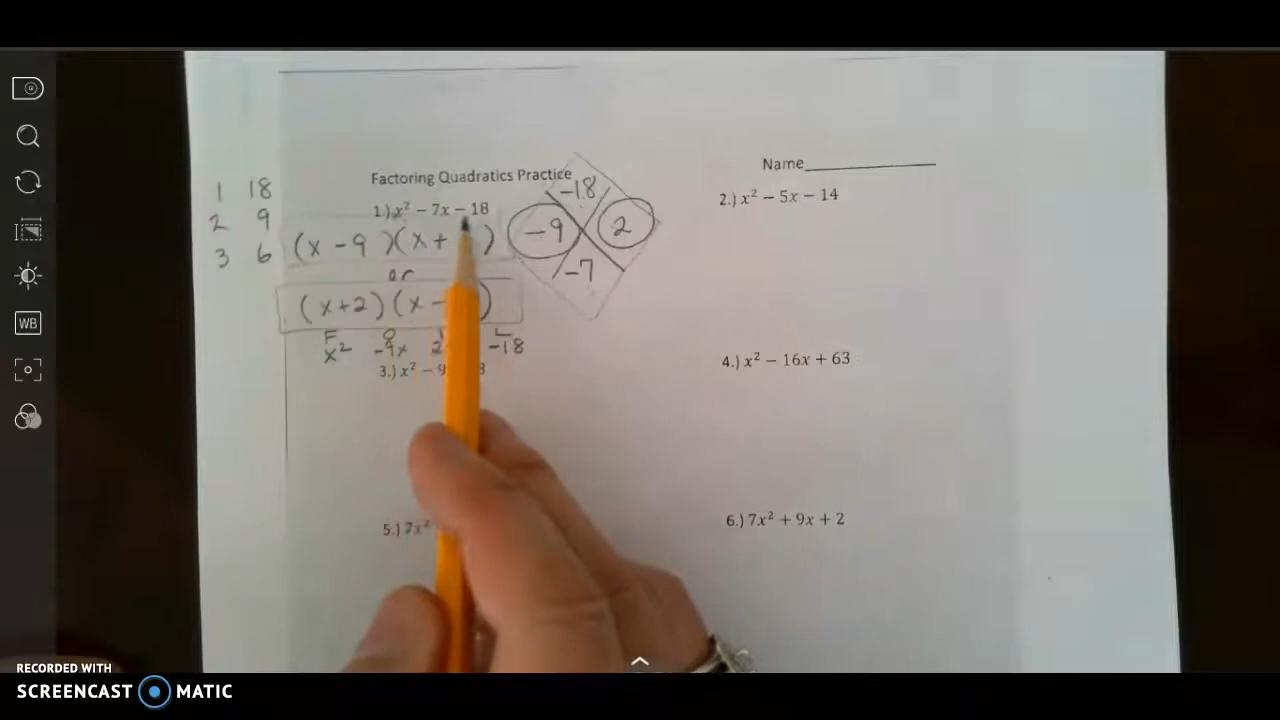 Name
Factoring Quadratics Practice
1 18
2 9
3 6
1.) x² − 7x − 18
(x − 9 )(x + )
or
(x+2)(x − )
F O L
x² −9x 2 −18
−18
−9 2
−7
2.) x² − 5x − 14
3.) x² − 9
4.) x² − 16x + 63
5.) 7x²
6.) 7x² + 9x + 2
WB
RECORDED WITH
SCREENCAST MATIC